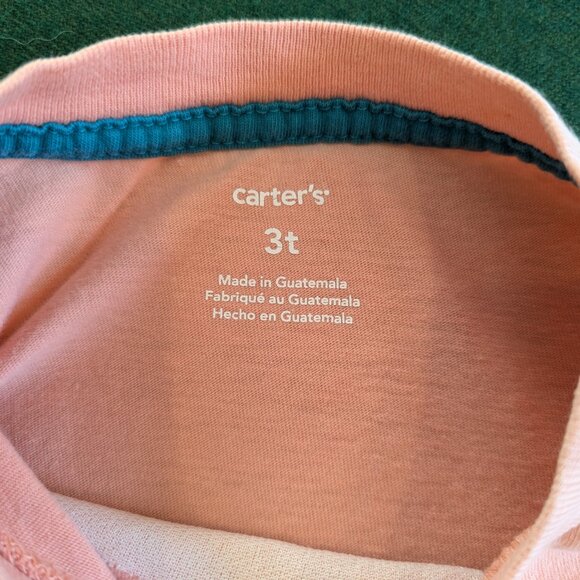 carter's
3t
Made in Guatemala
Fabriqué au Guatemala
Hecho en Guatemala